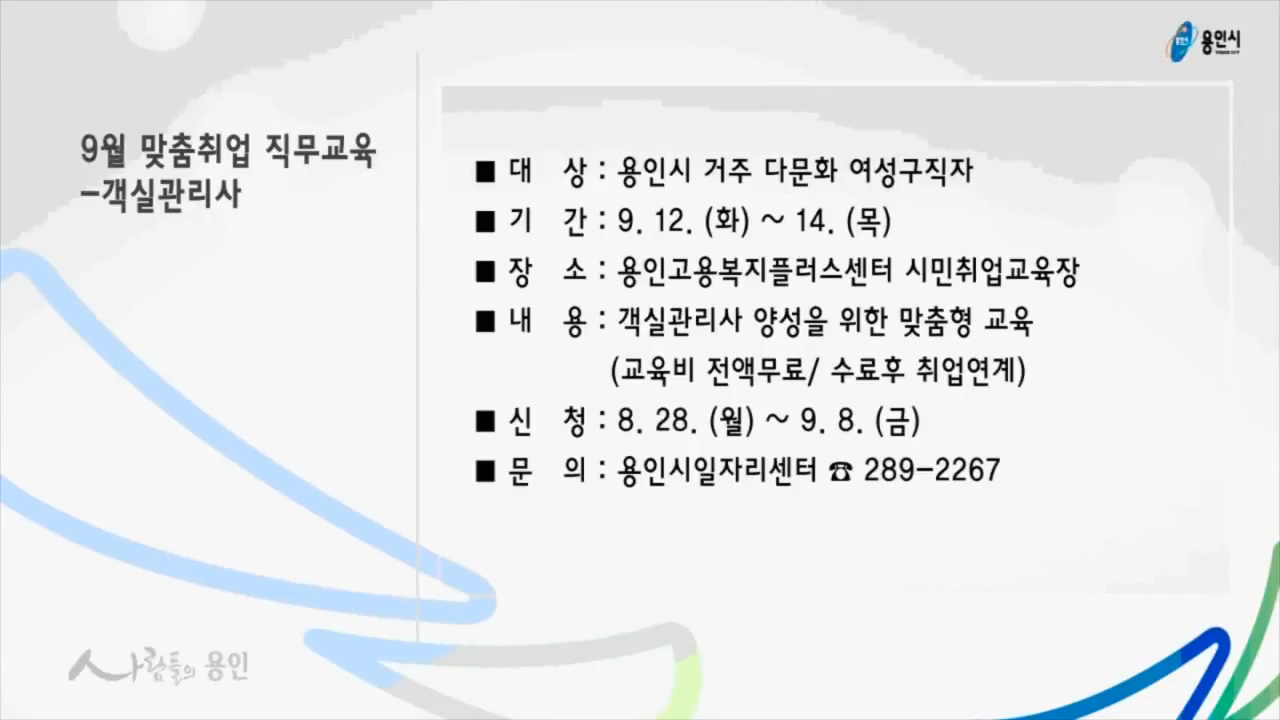 용인시
9월 맞춤취업 직무교육
-객실관리사
■ 대 상 : 용인시 거주 다문화 여성구직자
■ 기 간 : 9. 12. (화) ~ 14. (목)
■ 장 소 : 용인고용복지플러스센터 시민취업교육장
■ 내 용 : 객실관리사 양성을 위한 맞춤형 교육
(교육비 전액무료/ 수료후 취업연계)
■ 신 청 : 8. 28. (월) ~ 9. 8. (금)
■ 문 의 : 용인시일자리센터 ☎ 289-2267
사람들의 용인